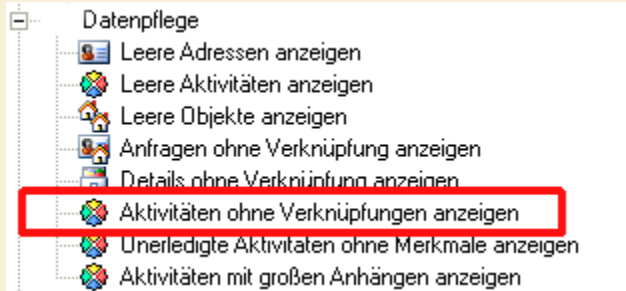 Datenpflege
Leere Adressen anzeigen
Leere Aktivitäten anzeigen
Leere Objekte anzeigen
Anfragen ohne Verknüpfung anzeigen
Details ohne Verknüpfung anzeigen
Aktivitäten ohne Verknüpfungen anzeigen
Unerledigte Aktivitäten ohne Merkmale anzeigen
Aktivitäten mit großen Anhängen anzeigen